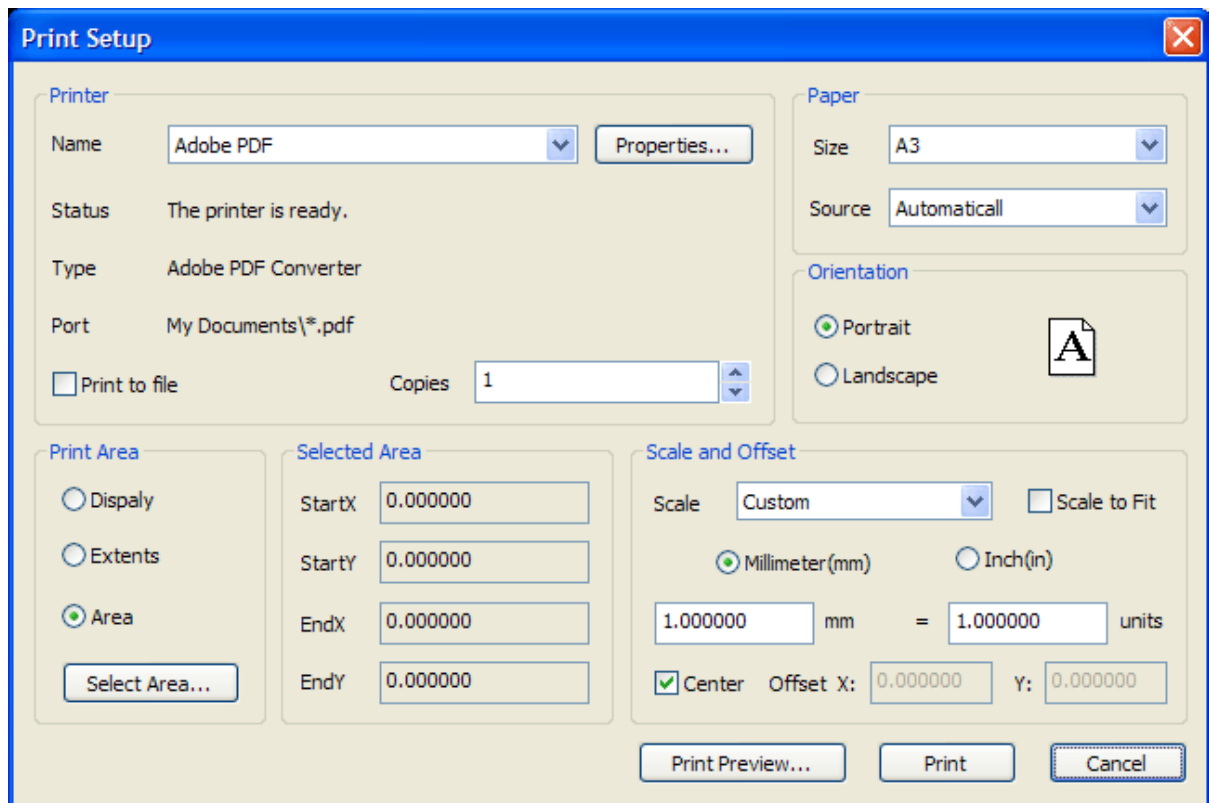 Print Setup
Printer
Name Adobe PDF Properties...
Status The printer is ready.
Type Adobe PDF Converter
Port My Documents\*.pdf
Print to file Copies 1
Paper
Size A3
Source Automaticall
Orientation
Portrait
Landscape
A
Print Area
Dispaly
Extents
Area
Select Area...
Selected Area
StartX 0.000000
StartY 0.000000
EndX 0.000000
EndY 0.000000
Scale and Offset
Scale Custom Scale to Fit
Millimeter(mm) Inch(in)
1.000000 mm = 1.000000 units
Center Offset X: 0.000000 Y: 0.000000
Print Preview... Print Cancel